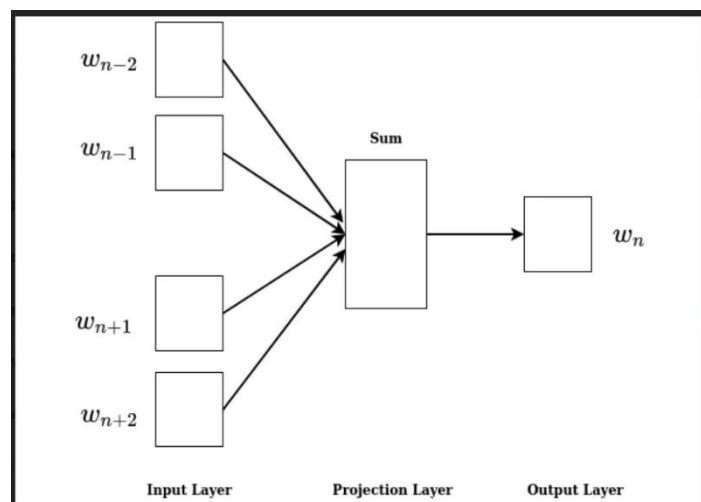 w_{n-2}
w_{n-1}
Sum
w_n
w_{n+1}
w_{n+2}
Input Layer Projection Layer Output Layer